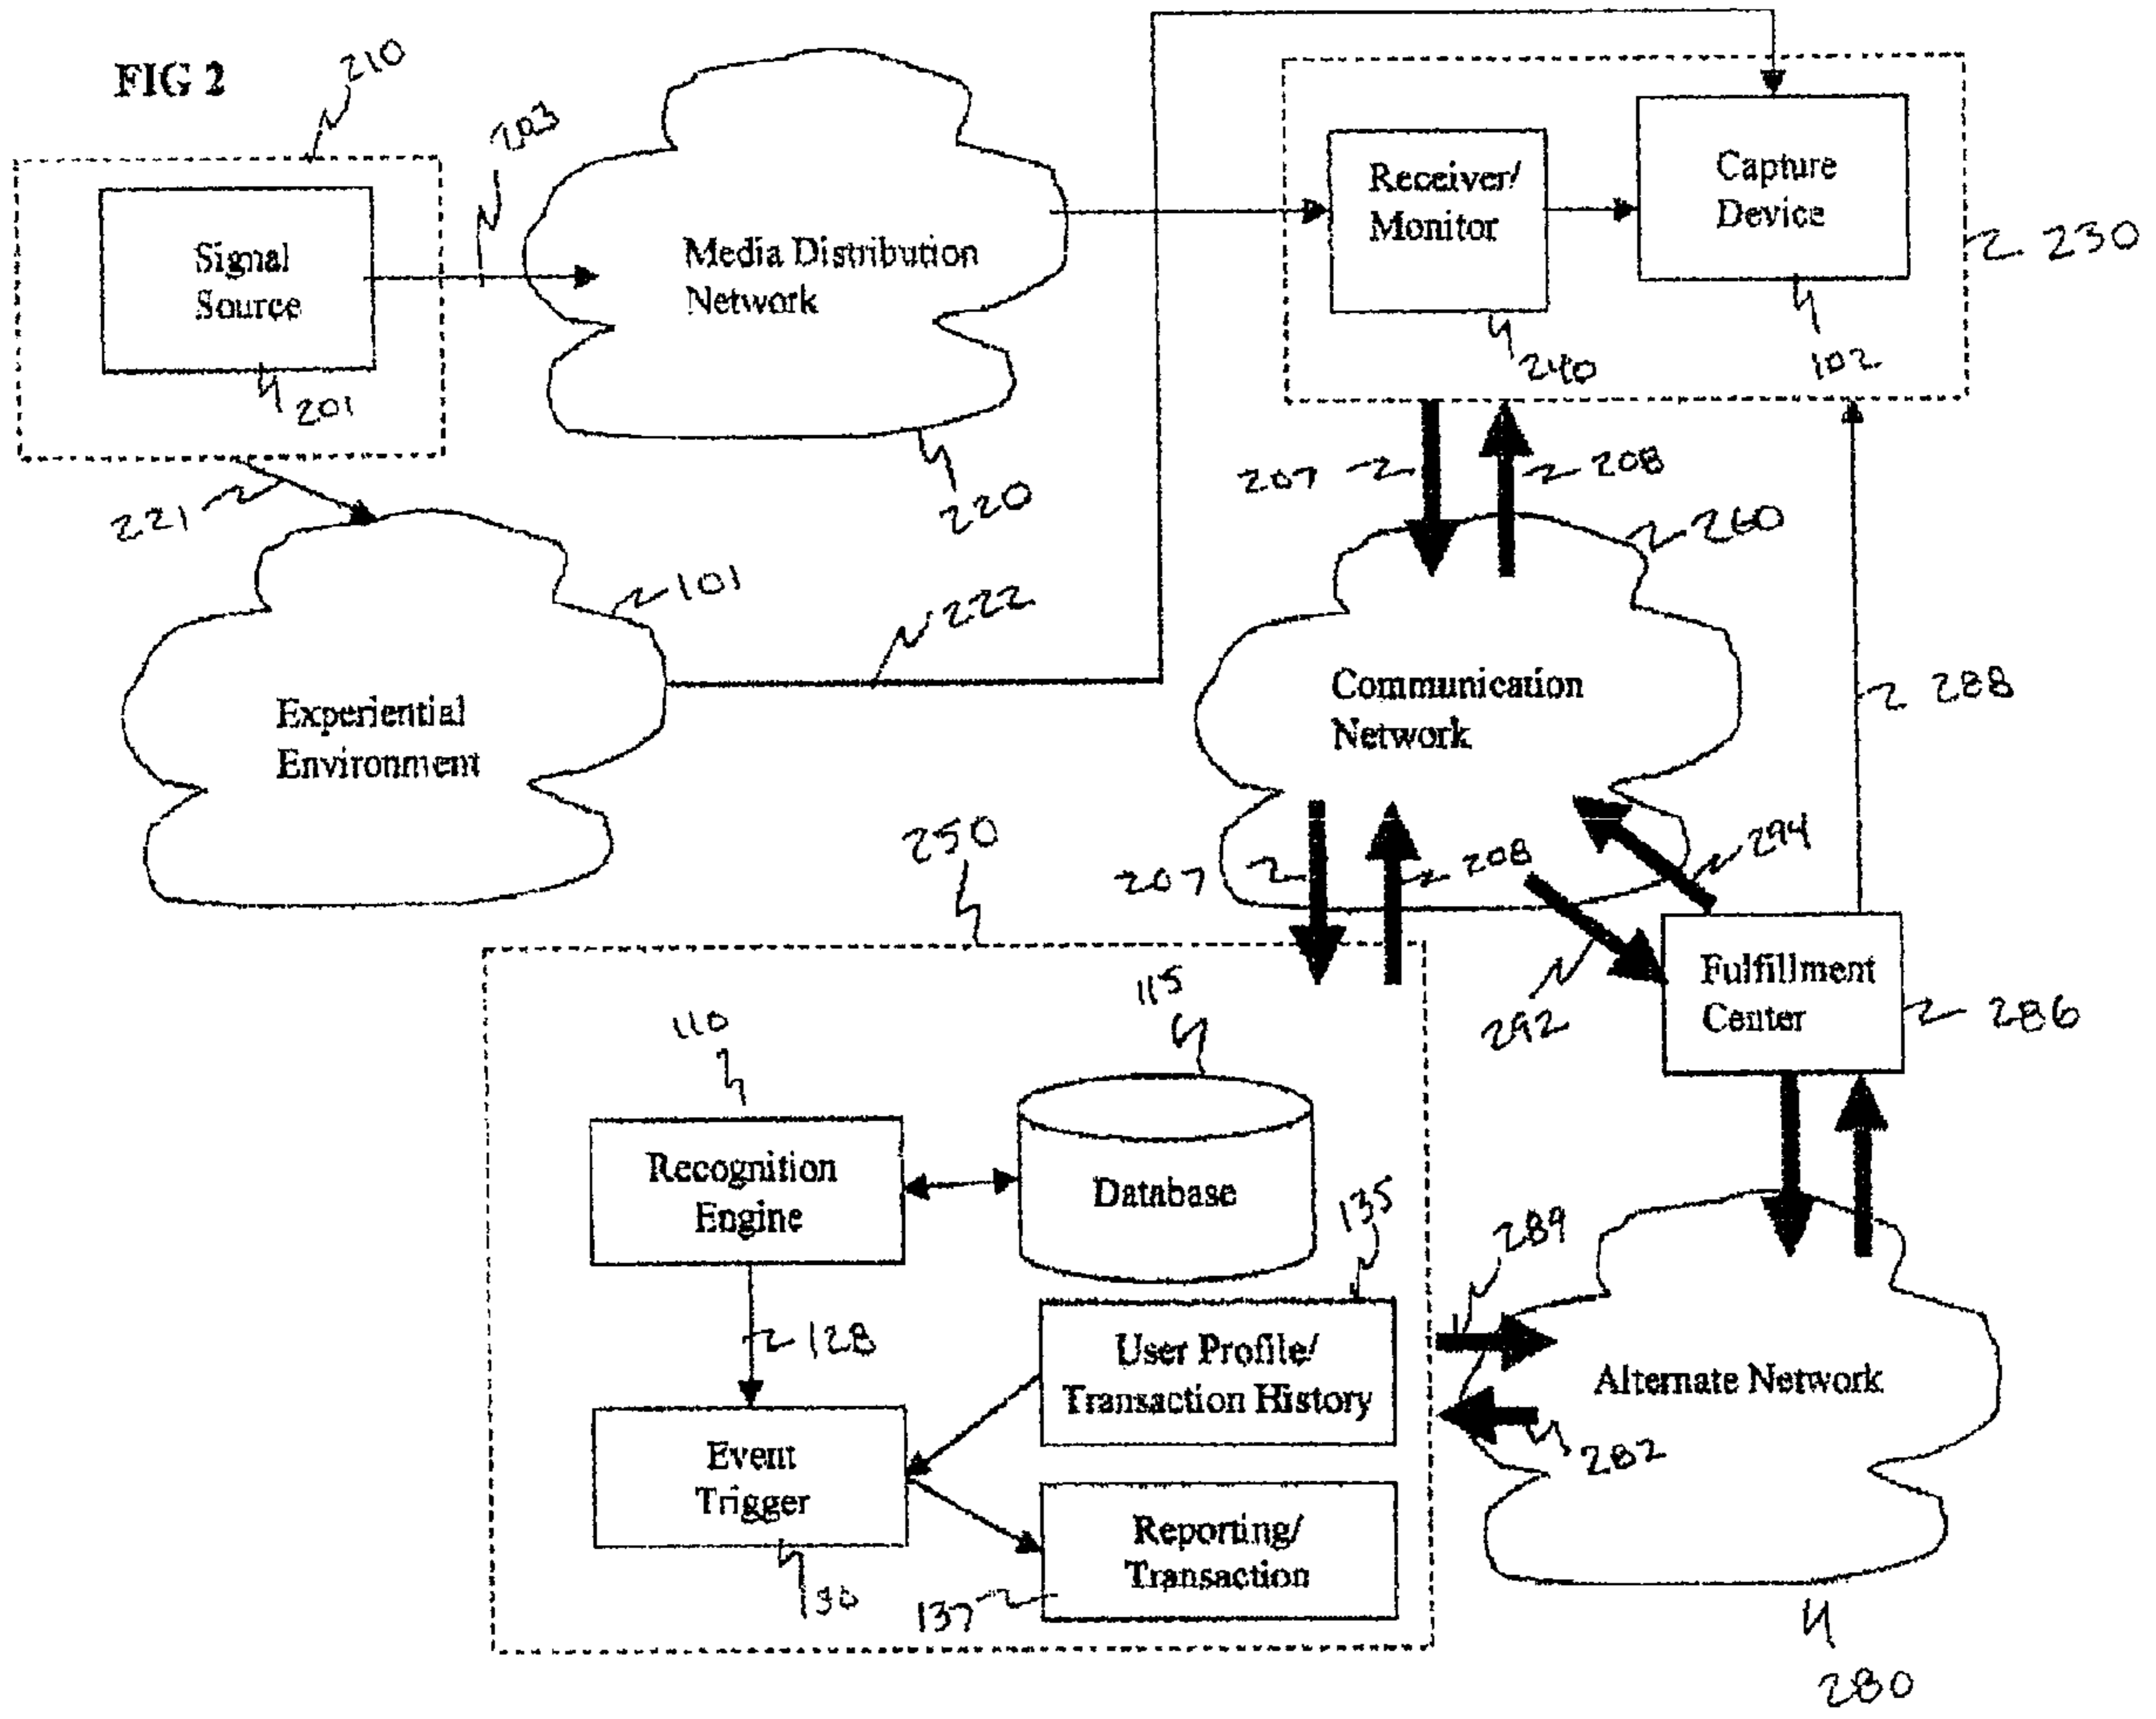 FIG 2
210
203
Signal
Source
201
Media Distribution
Network
220
Receiver/
Monitor
240
Capture
Device
102
230
221
101
222
Experiential
Environment
207
208
260
Communication
Network
288
250
207
208
294
292
Fulfillment
Center
286
110
115
Recognition
Engine
Database
135
128
User Profile/
Transaction History
289
Alternate Network
282
Event
Trigger
130
Reporting/
Transaction
137
280